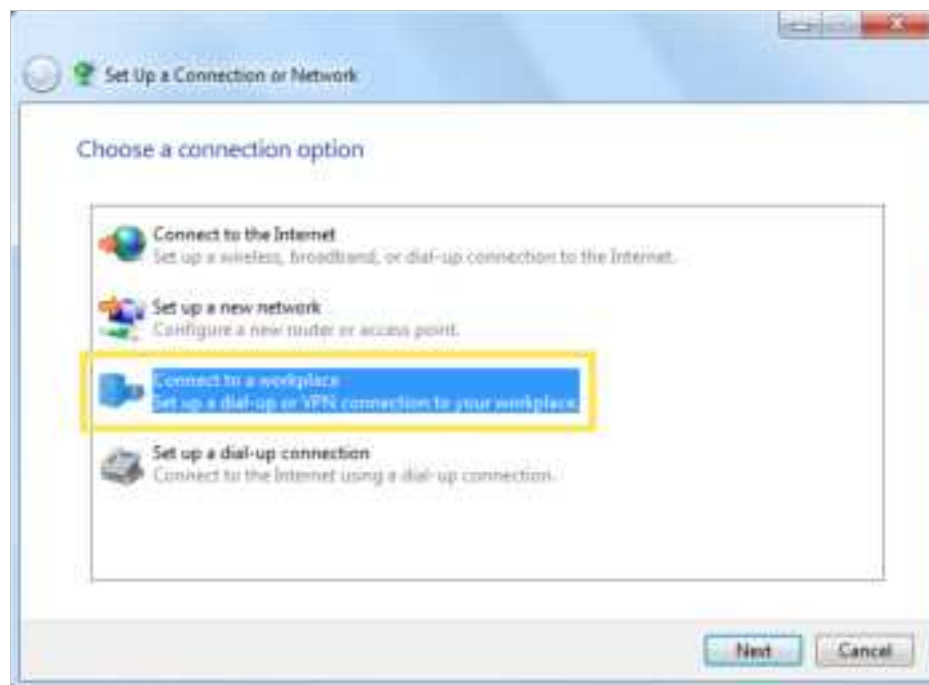 Set Up a Connection or Network
Choose a connection option
Connect to the Internet
Set up a wireless, broadband, or dial-up connection to the Internet.
Set up a new network
Configure a new router or access point.
Connect to a workplace
Set up a dial-up or VPN connection to your workplace.
Set up a dial-up connection
Connect to the Internet using a dial-up connection.
Next
Cancel